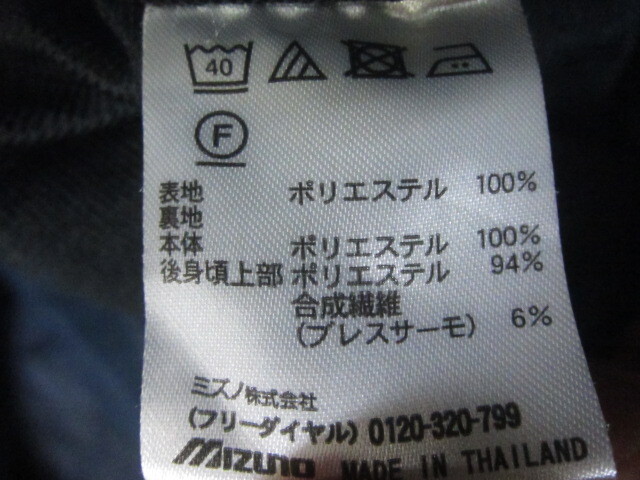 40
F
表地 ポリエステル 100%
裏地
本体 ポリエステル 100%
後身頃上部 ポリエステル 94%
合成繊維
(ブレスサーモ) 6%
ミズノ株式会社
(フリーダイヤル) 0120-320-799
MIZUNO MADE IN THAILAND